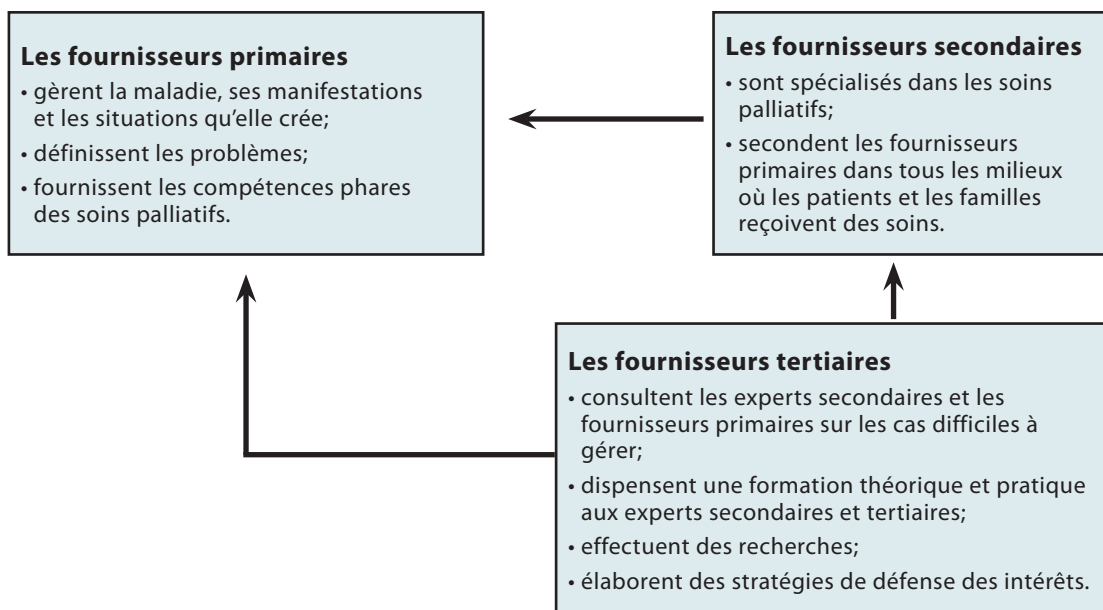 Les fournisseurs primaires
• gèrent la maladie, ses manifestations
et les situations qu'elle crée;
• définissent les problèmes;
• fournissent les compétences phares
des soins palliatifs.
Les fournisseurs secondaires
• sont spécialisés dans les soins
palliatifs;
• secondent les fournisseurs
primaires dans tous les milieux
où les patients et les familles
reçoivent des soins.
Les fournisseurs tertiaires
• consultent les experts secondaires et les
fournisseurs primaires sur les cas difficiles à
gérer;
• dispensent une formation théorique et pratique
aux experts secondaires et tertiaires;
• effectuent des recherches;
• élaborent des stratégies de défense des intérêts.